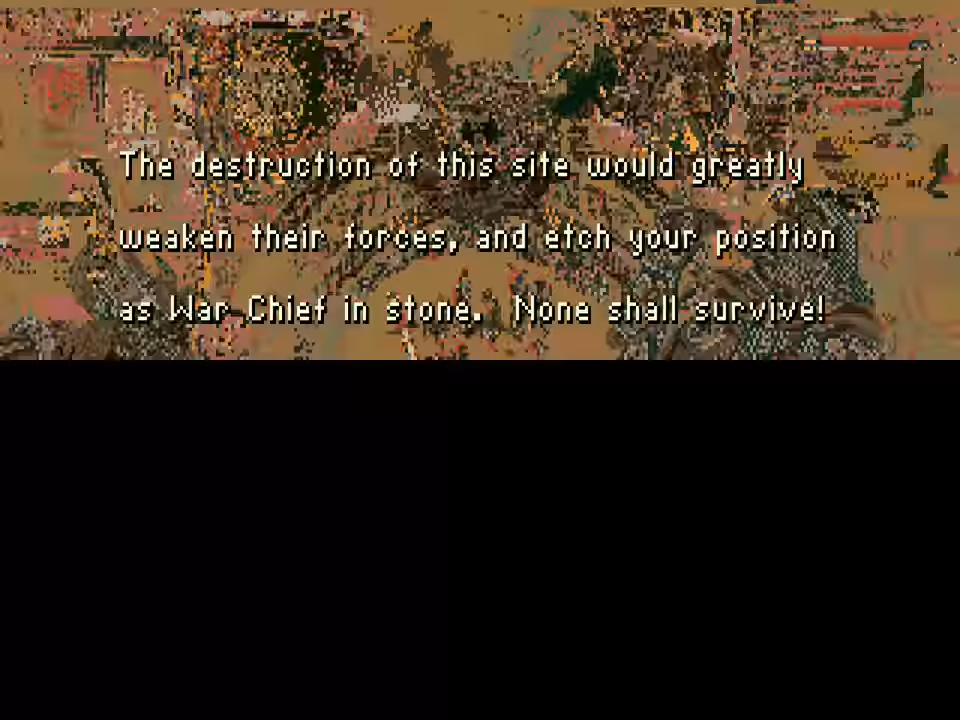 The destruction of this site would greatly
weaken their forces, and etch your position
as War Chief in stone.  None shall survive!